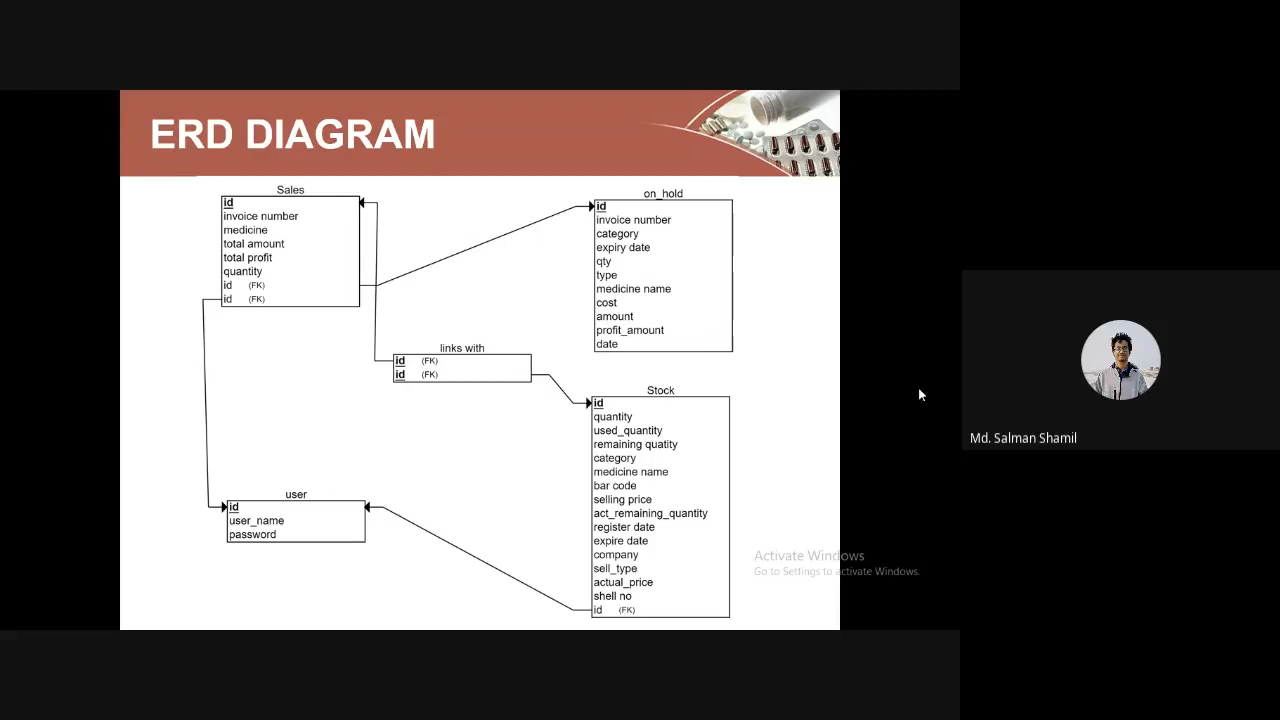 ERD DIAGRAM
Sales
id
invoice number
medicine
total amount
total profit
quantity
id (FK)
id (FK)
on_hold
id
invoice number
category
expiry date
qty
type
medicine name
cost
amount
profit_amount
date
links with
id (FK)
id (FK)
Stock
id
quantity
used_quantity
remaining quatity
category
medicine name
bar code
selling price
act_remaining_quantity
register date
expire date
company
sell_type
actual_price
shell no
id (FK)
user
id
user_name
password
Activate Windows
Go to Settings to activate Windows.
Md. Salman Shamil